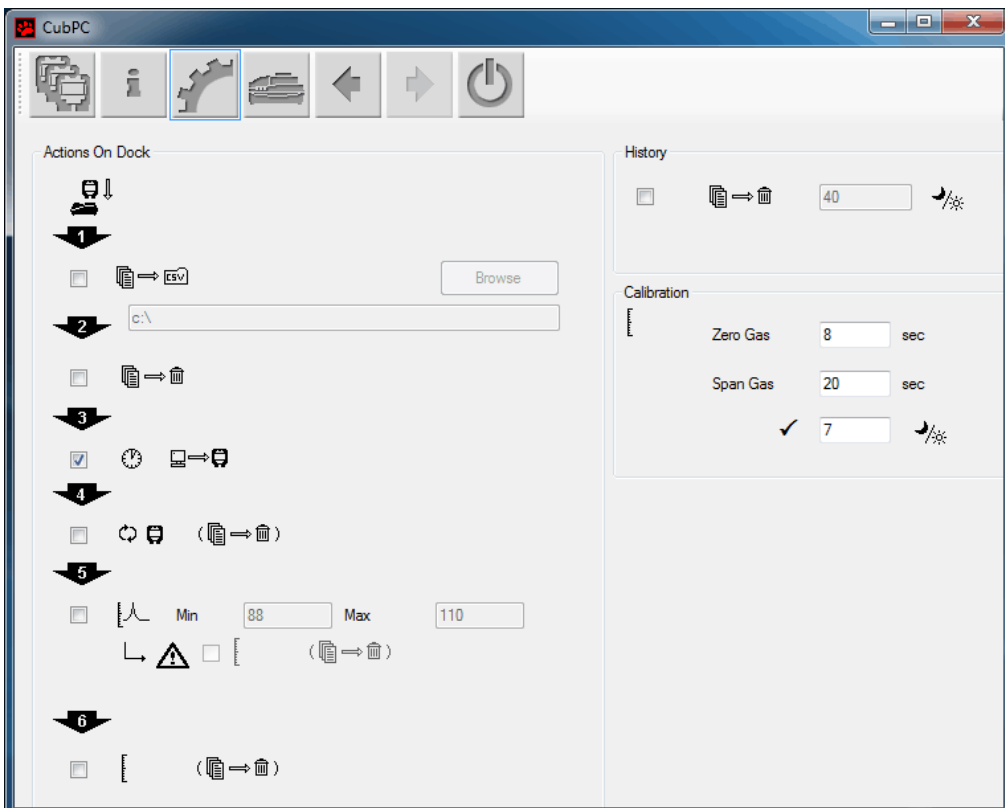 CubPC
Actions On Dock
1
CSV
Browse
2
c:\
3
4
( )
5
Min 88 Max 110
( )
6
( )
History
40
Calibration
Zero Gas 8 sec
Span Gas 20 sec
7